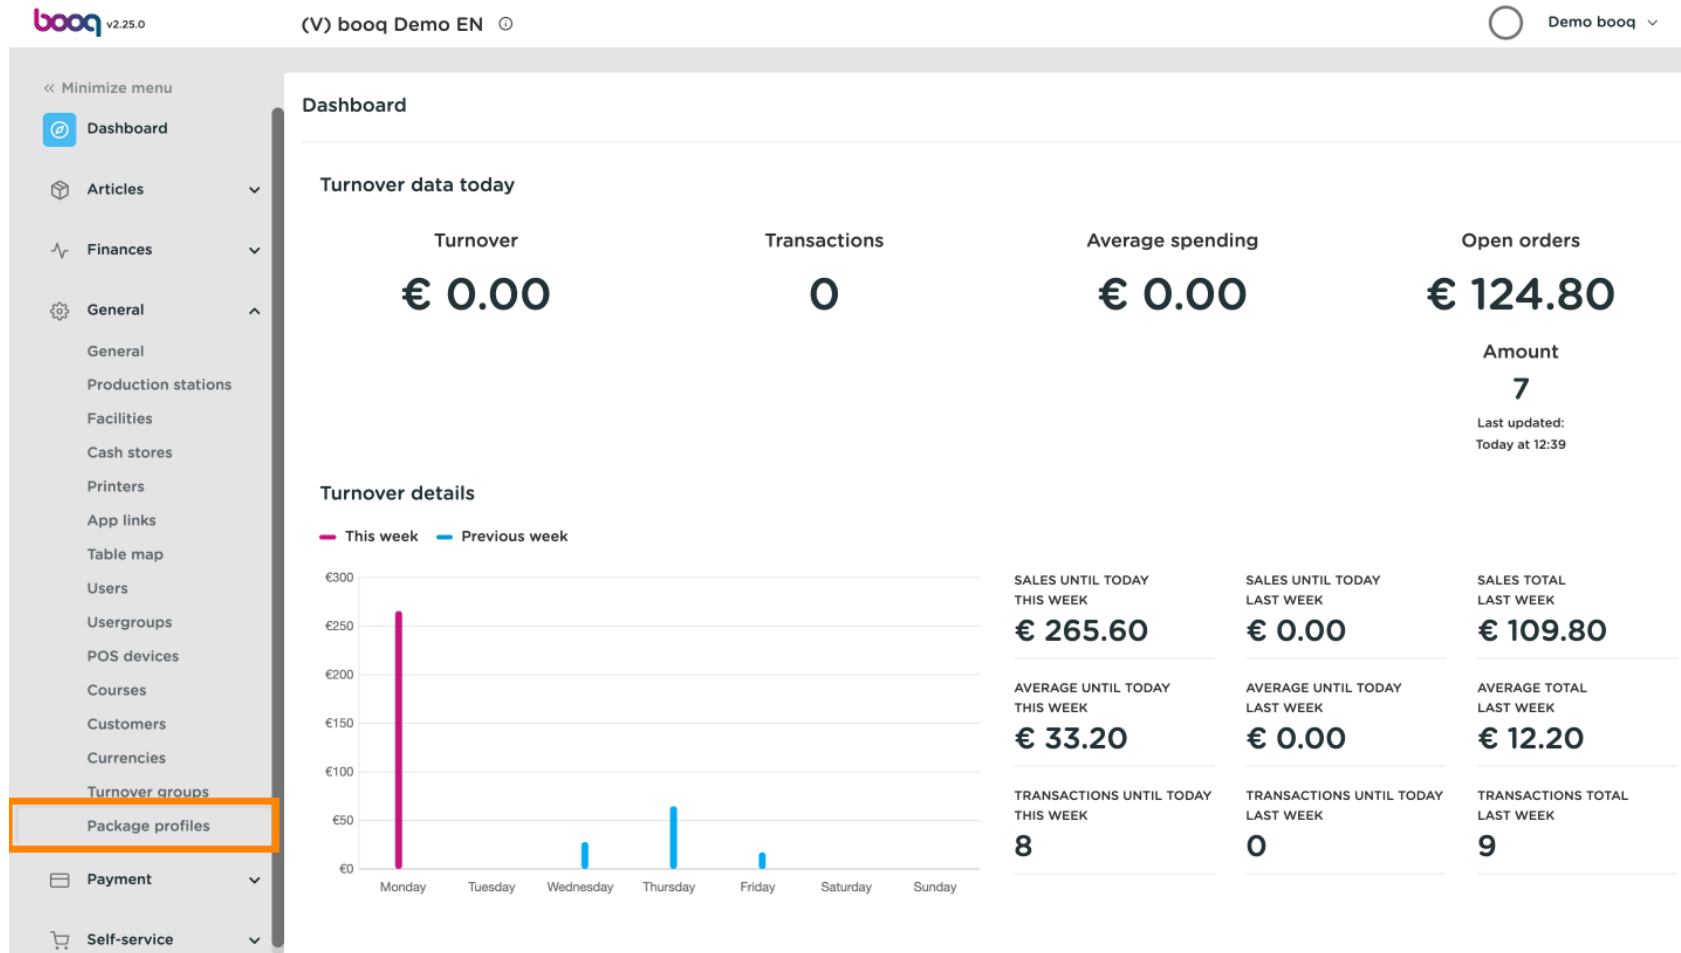 booq v2.25.0
(V) booq Demo EN
Demo booq
Minimize menu
Dashboard
Articles
Finances
General
General
Production stations
Facilities
Cash stores
Printers
App links
Table map
Users
Usergroups
POS devices
Courses
Customers
Currencies
Turnover groups
Package profiles
Payment
Self-service
Dashboard
Turnover data today
Turnover
€ 0.00
Transactions
0
Average spending
€ 0.00
Open orders
€ 124.80
Amount
7
Last updated:
Today at 12:39
Turnover details
This week Previous week
€300
€250
€200
€150
€100
€50
€0
Monday Tuesday Wednesday Thursday Friday Saturday Sunday
SALES UNTIL TODAY
THIS WEEK
€ 265.60
SALES UNTIL TODAY
LAST WEEK
€ 0.00
SALES TOTAL
LAST WEEK
€ 109.80
AVERAGE UNTIL TODAY
THIS WEEK
€ 33.20
AVERAGE UNTIL TODAY
LAST WEEK
€ 0.00
AVERAGE TOTAL
LAST WEEK
€ 12.20
TRANSACTIONS UNTIL TODAY
THIS WEEK
8
TRANSACTIONS UNTIL TODAY
LAST WEEK
0
TRANSACTIONS TOTAL
LAST WEEK
9